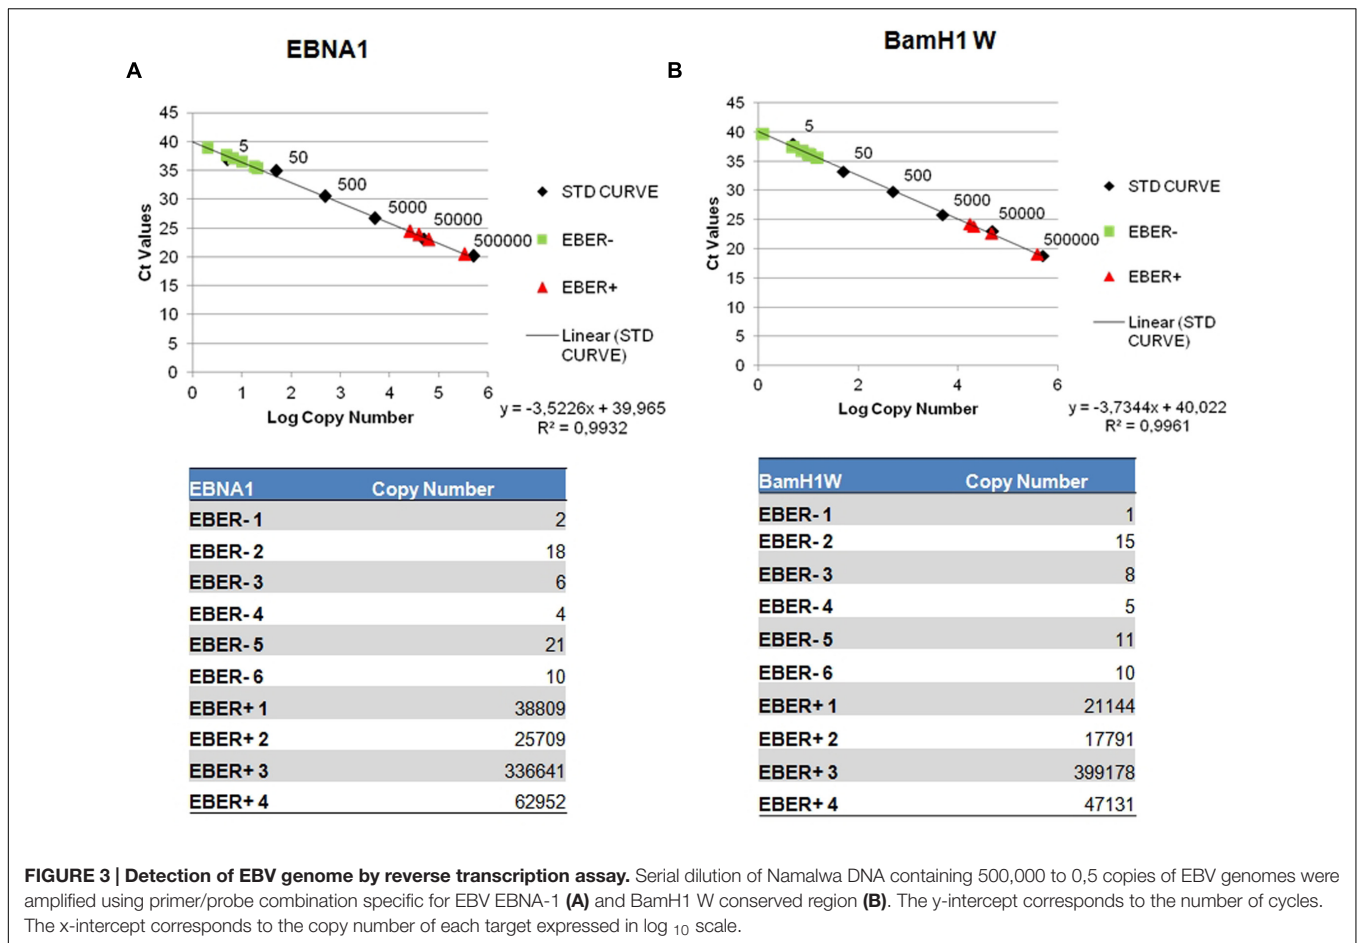 EBNA1
A
45
40
35
30
25
20
15
10
5
0
Ct Values
5
50
500
5000
50000
500000
0 1 2 3 4 5 6
Log Copy Number
STD CURVE
EBER-
EBER+
Linear (STD
CURVE)
y = -3,5226x + 39,965
R² = 0,9932
BamH1 W
B
45
40
35
30
25
20
15
10
5
0
Ct Values
5
50
500
5000
50000
500000
0 2 4 6
Log Copy Number
STD CURVE
EBER-
EBER+
Linear (STD
CURVE)
y = -3,7344x + 40,022
R² = 0,9961
EBNA1 Copy Number
EBER- 1 2
EBER- 2 18
EBER- 3 6
EBER- 4 4
EBER- 5 21
EBER- 6 10
EBER+ 1 38809
EBER+ 2 25709
EBER+ 3 336641
EBER+ 4 62952
BamH1W Copy Number
EBER- 1 1
EBER- 2 15
EBER- 3 8
EBER- 4 5
EBER- 5 11
EBER- 6 10
EBER+ 1 21144
EBER+ 2 17791
EBER+ 3 399178
EBER+ 4 47131
FIGURE 3 | Detection of EBV genome by reverse transcription assay. Serial dilution of Namalwa DNA containing 500,000 to 0,5 copies of EBV genomes were
amplified using primer/probe combination specific for EBV EBNA-1 (A) and BamH1 W conserved region (B). The y-intercept corresponds to the number of cycles.
The x-intercept corresponds to the copy number of each target expressed in log 10 scale.